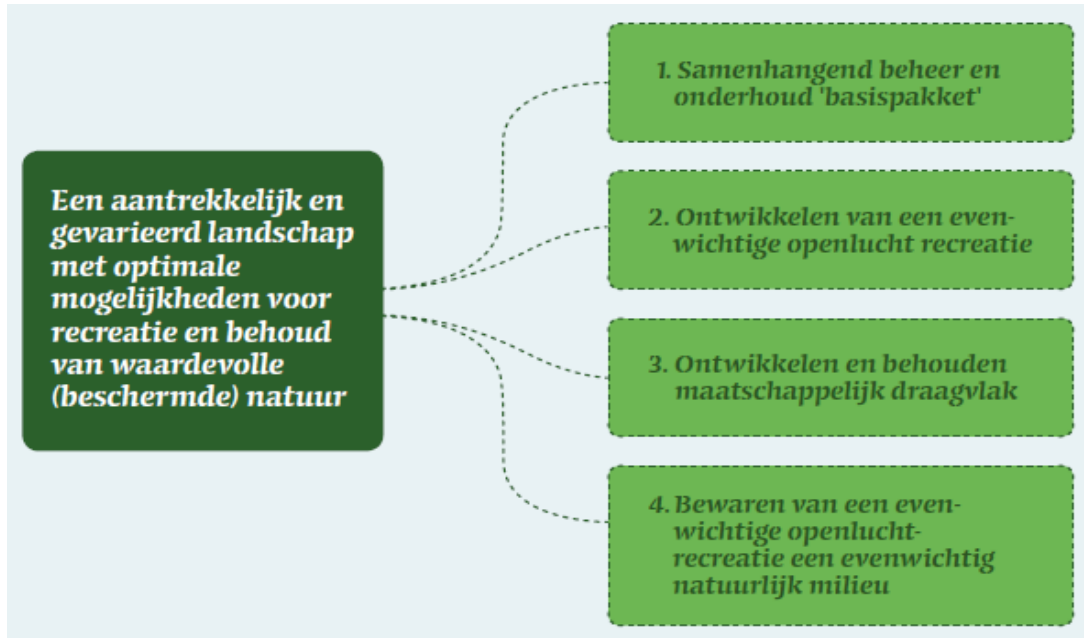 Een aantrekkelijk en
gevarieerd landschap
met optimale
mogelijkheden voor
recreatie en behoud
van waardevolle
(beschermde) natuur
1. Samenhangend beheer en
onderhoud 'basispakket'
2. Ontwikkelen van een even-
wichtige openlucht recreatie
3. Ontwikkelen en behouden
maatschappelijk draagvlak
4. Bewaren van een even-
wichtige openlucht-
recreatie een evenwichtig
natuurlijk milieu